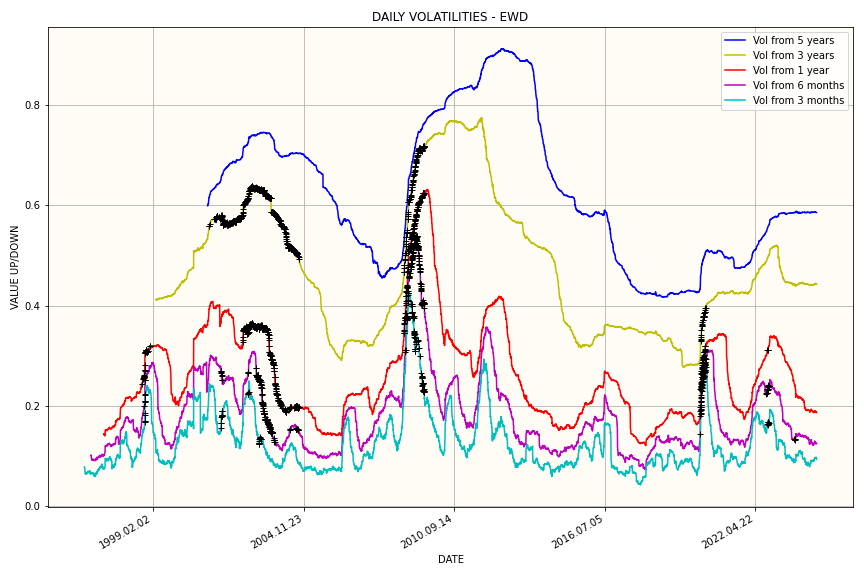 DAILY VOLATILITIES - EWD
Vol from 5 years
Vol from 3 years
Vol from 1 year
Vol from 6 months
Vol from 3 months
VALUE UP/DOWN
0.8
0.6
0.4
0.2
0.0
1999.02.02
2004.11.23
2010.09.14
2016.07.05
2022.04.22
DATE